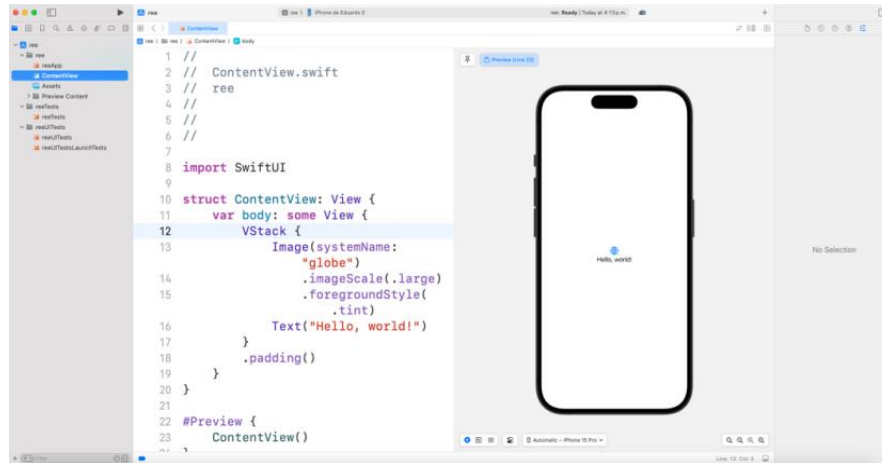 ree
ree > iPhone de Eduardo C
ree: Ready | Today at 4:13 p.m.
ContentView
ree > ree > ContentView > body
ree
ree
reeApp
ContentView
Assets
Preview Content
reeTests
reeTests
reeUITests
reeUITests
reeUITestsLaunchTests
Filter
1 //
2 // ContentView.swift
3 // ree
4 //
5 //
6 //
7
8 import SwiftUI
9
10 struct ContentView: View {
11 var body: some View {
12 VStack {
13 Image(systemName:
"globe")
14 .imageScale(.large)
15 .foregroundStyle(
.tint)
16 Text("Hello, world!")
17 }
18 .padding()
19 }
20 }
21
22 #Preview {
23 ContentView()
24 }
Preview (Line 22)
Hello, world!
Automatic – iPhone 15 Pro
No Selection
Line: 12 Col: 8